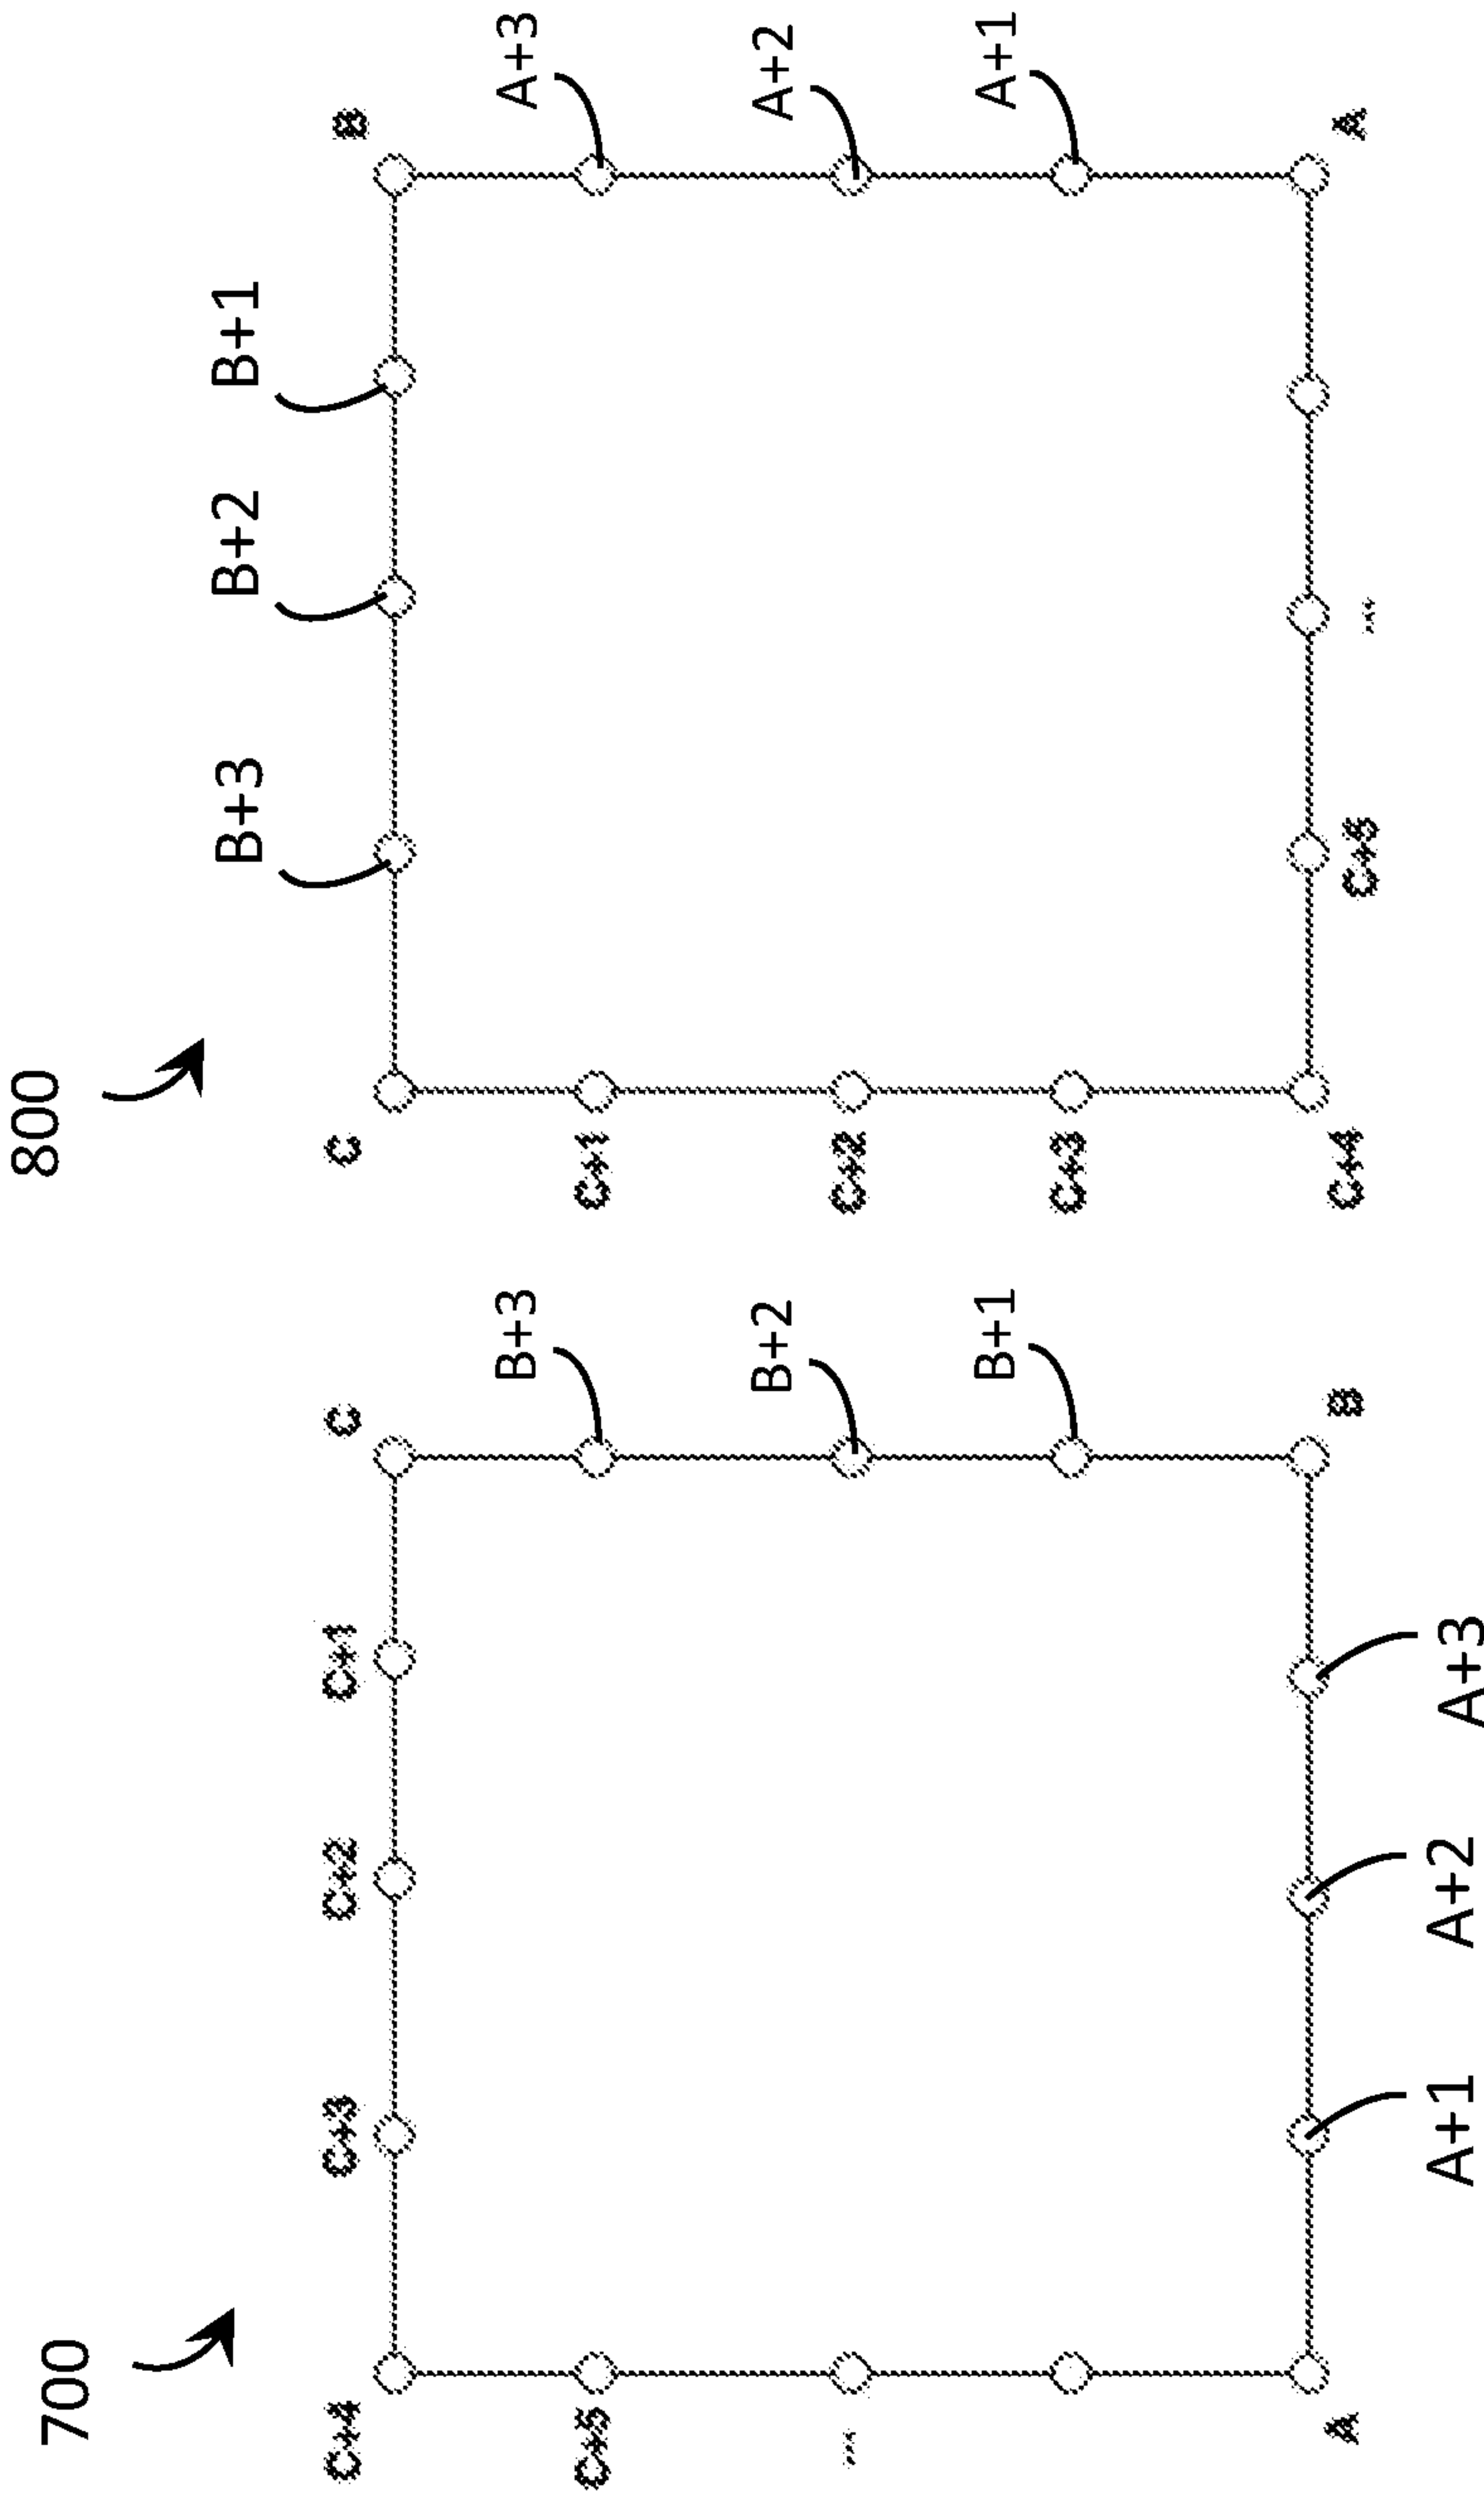 700
C+4 C+3 C+2 C+1 C
C+5 B+3
... B+2
B+1
A B
A+1 A+2 A+3
800
B+3 B+2 B+1
C B
C+1 A+3
C+2 A+2
C+3 A+1
C+4 C+5 ... A